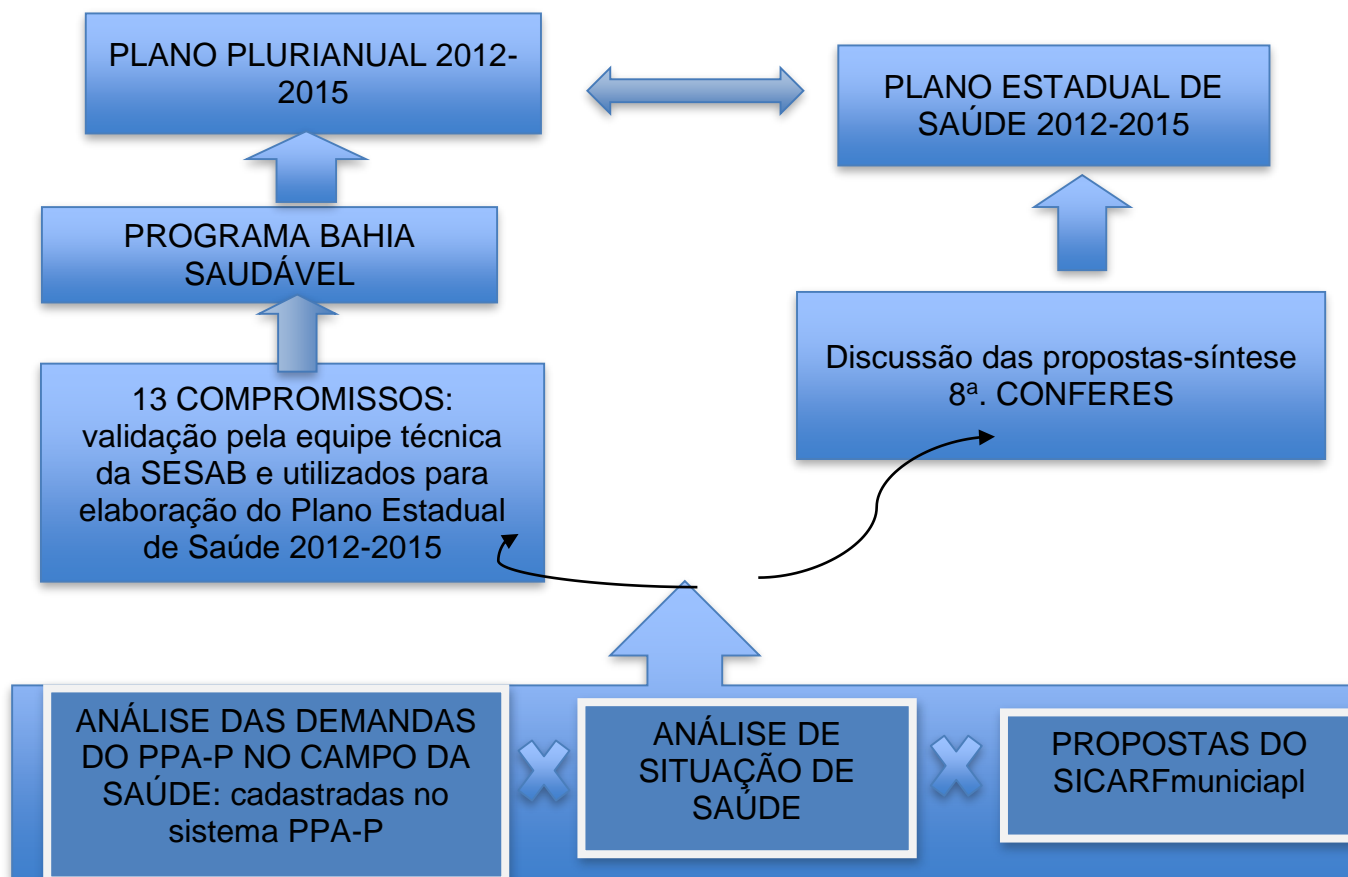 PLANO PLURIANUAL 2012-
2015
PLANO ESTADUAL DE
SAÚDE 2012-2015
PROGRAMA BAHIA
SAUDÁVEL
Discussão das propostas-síntese
8ª. CONFERES
13 COMPROMISSOS:
validação pela equipe técnica
da SESAB e utilizados para
elaboração do Plano Estadual
de Saúde 2012-2015
ANÁLISE DAS DEMANDAS
DO PPA-P NO CAMPO DA
SAÚDE: cadastradas no
sistema PPA-P
ANÁLISE DE
SITUAÇÃO DE
SAÚDE
PROPOSTAS DO
SICARFmuniciapl